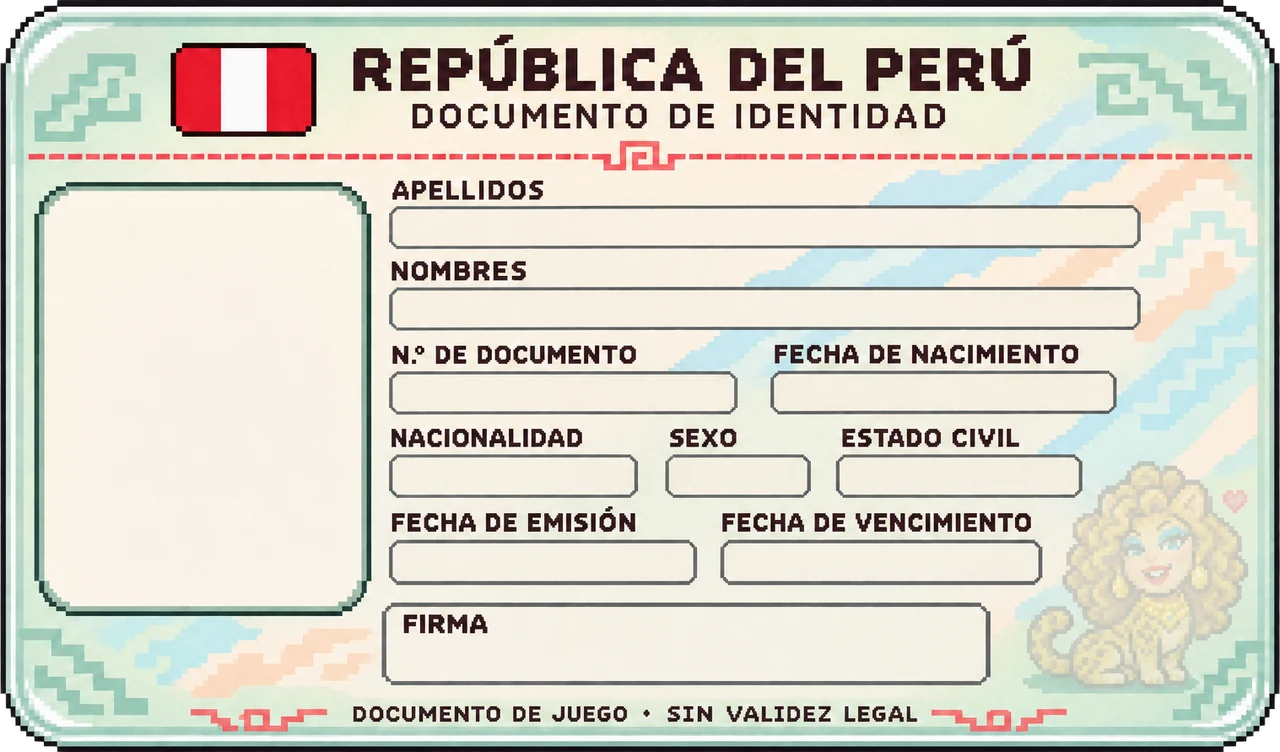 REPÚBLICA DEL PERÚ
DOCUMENTO DE IDENTIDAD
APELLIDOS
NOMBRES
N.º DE DOCUMENTO FECHA DE NACIMIENTO
NACIONALIDAD SEXO ESTADO CIVIL
FECHA DE EMISIÓN FECHA DE VENCIMIENTO
FIRMA
DOCUMENTO DE JUEGO • SIN VALIDEZ LEGAL